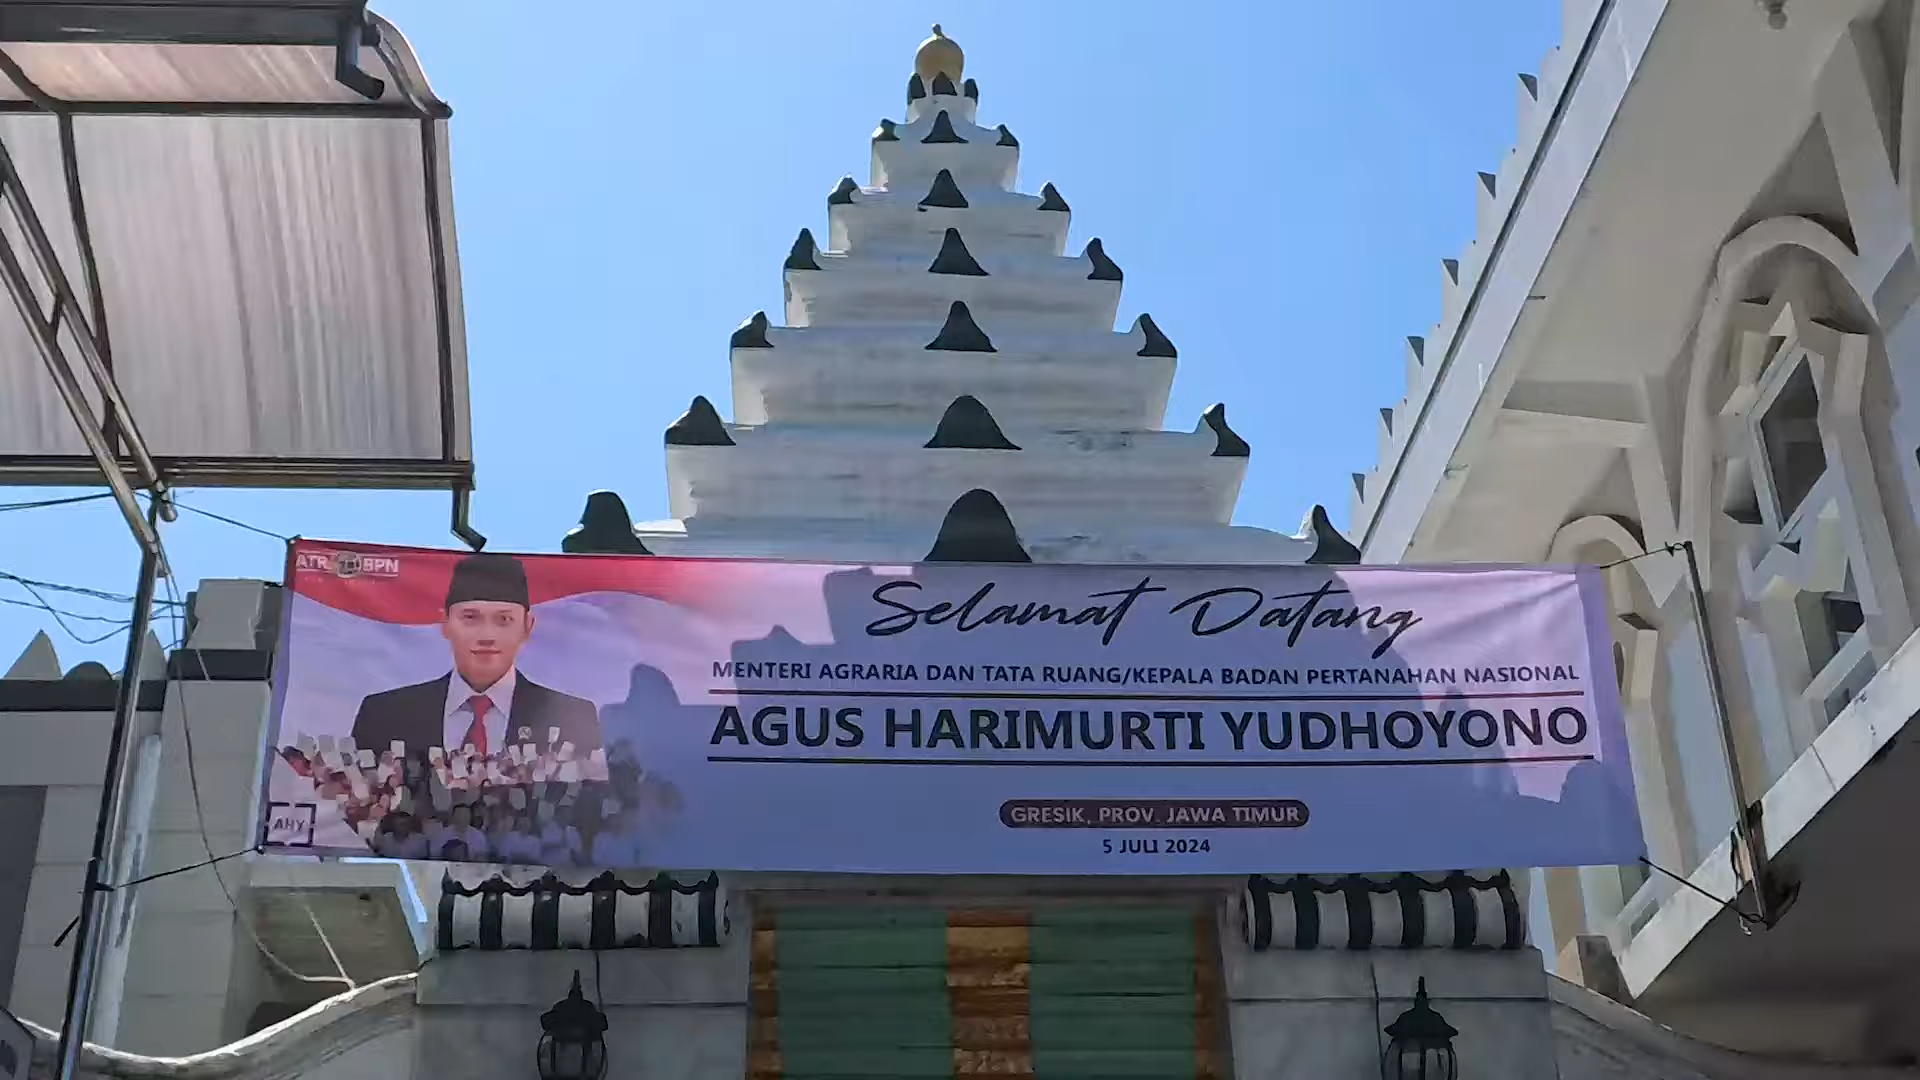 ATR BPN
Selamat Datang
MENTERI AGRARIA DAN TATA RUANG/KEPALA BADAN PERTANAHAN NASIONAL
AGUS HARIMURTI YUDHOYONO
GRESIK, PROV. JAWA TIMUR
5 JULI 2024
AHY